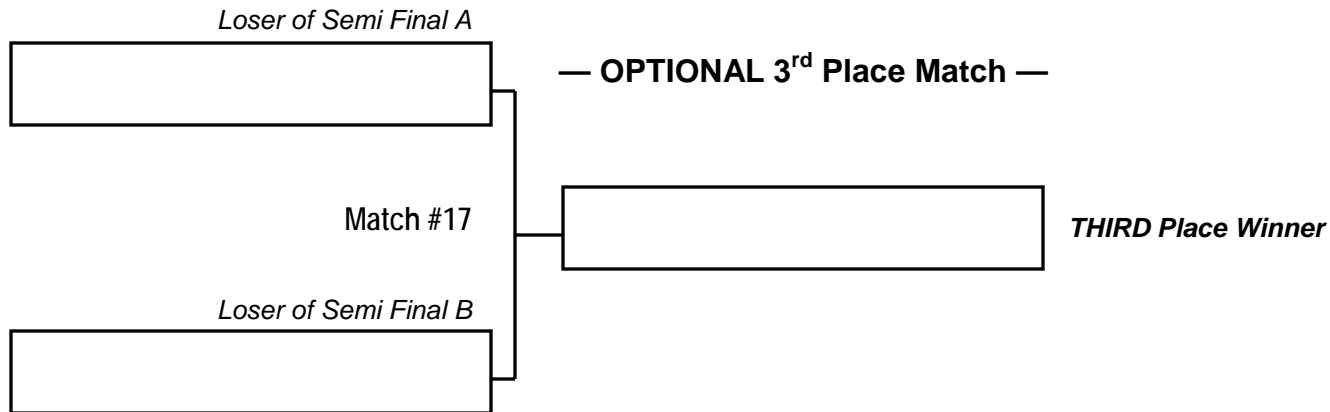 Loser of Semi Final A
— OPTIONAL 3rd Place Match —
Match #17
THIRD Place Winner
Loser of Semi Final B